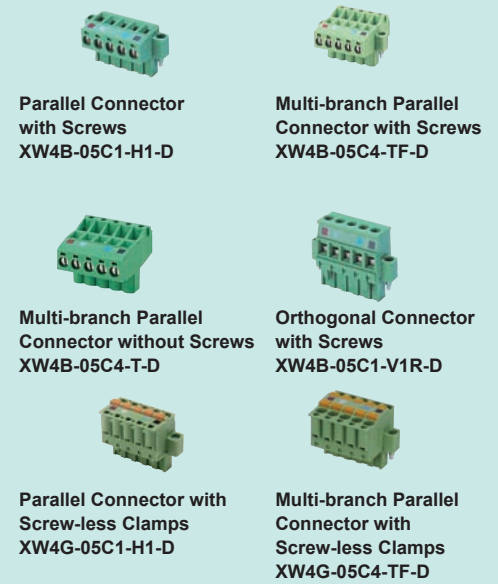 Parallel Connector
with Screws
XW4B-05C1-H1-D
Multi-branch Parallel
Connector with Screws
XW4B-05C4-TF-D
Multi-branch Parallel
Connector without Screws
XW4B-05C4-T-D
Orthogonal Connector
with Screws
XW4B-05C1-V1R-D
Parallel Connector with
Screw-less Clamps
XW4G-05C1-H1-D
Multi-branch Parallel
Connector with
Screw-less Clamps
XW4G-05C4-TF-D